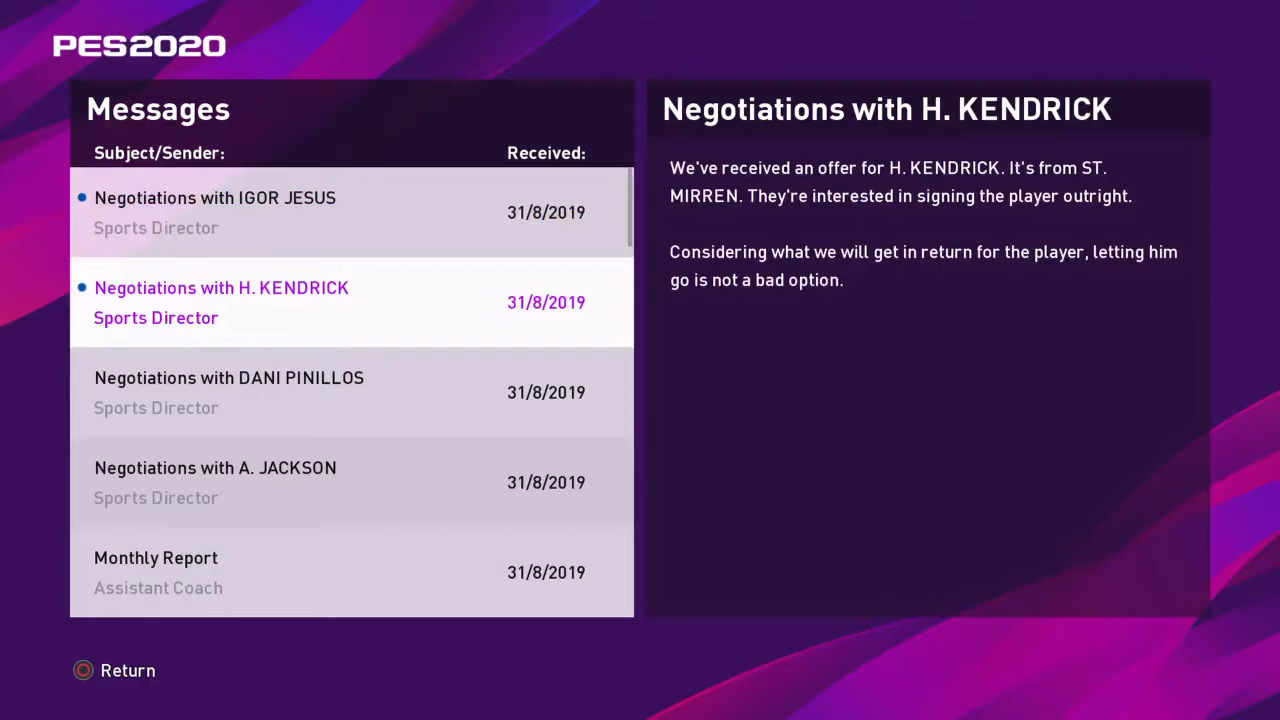 PES2020
Messages
Subject/Sender: Received:
Negotiations with IGOR JESUS
Sports Director
31/8/2019
Negotiations with H. KENDRICK
Sports Director
31/8/2019
Negotiations with DANI PINILLOS
Sports Director
31/8/2019
Negotiations with A. JACKSON
Sports Director
31/8/2019
Monthly Report
Assistant Coach
31/8/2019
Negotiations with H. KENDRICK
We've received an offer for H. KENDRICK. It's from ST.
MIRREN. They're interested in signing the player outright.
Considering what we will get in return for the player, letting him
go is not a bad option.
Return